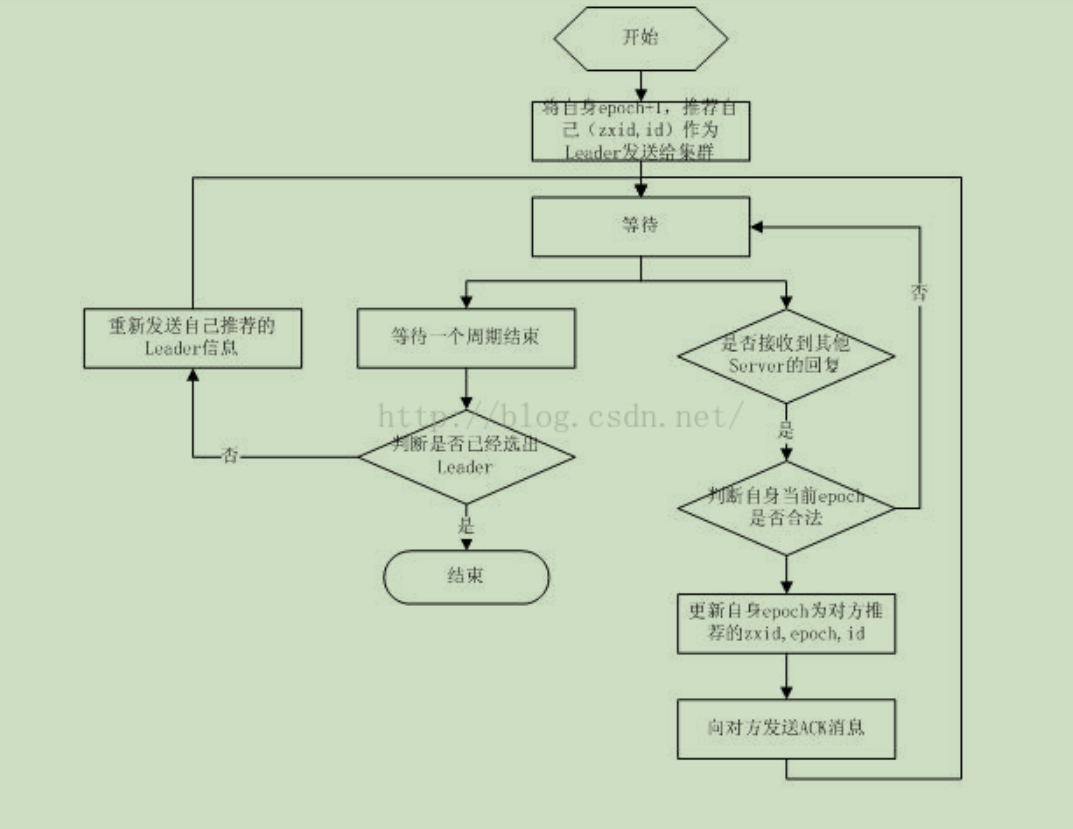 开始
将自身epoch+1，推荐自
己（zxid,id）作为
Leader发送给集群
等待
否
重新发送自己推荐的
Leader信息
等待一个周期结束
是否接收到其他
Server的回复
http://blog.csdn.net/
是
判断是否已经选出
Leader
否
判断自身当前epoch
是否合法
是
结束
更新自身epoch为对方推
荐的zxid,epoch,id
向对方发送ACK消息